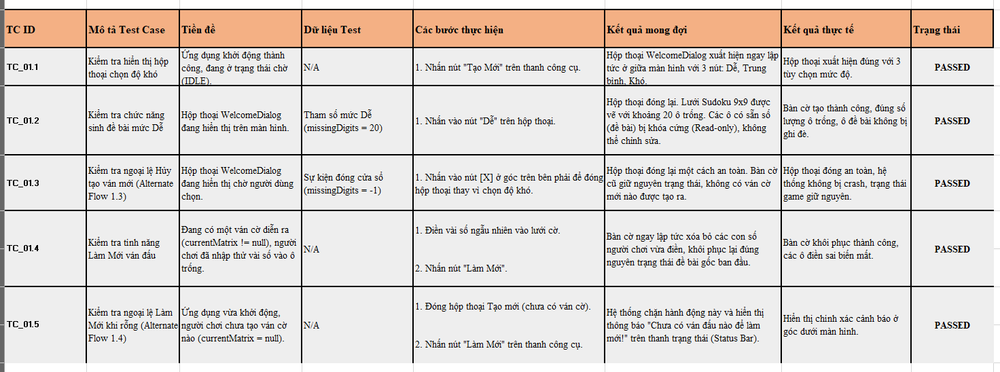 TC ID
Mô tả Test Case
Tiền đề
Dữ liệu Test
Các bước thực hiện
Kết quả mong đợi
Kết quả thực tế
Trạng thái
TC_01.1
Kiểm tra hiển thị hộp
thoại chọn độ khó
Ứng dụng khởi động thành
công, đang ở trạng thái chờ
(IDLE).
N/A
1. Nhấn nút "Tạo Mới" trên thanh công cụ.
Hộp thoại WelcomeDialog xuất hiện ngay lập
tức ở giữa màn hình với 3 nút: Dễ, Trung
bình, Khó.
Hộp thoại xuất hiện đúng với 3
tùy chọn mức độ.
PASSED
TC_01.2
Kiểm tra chức năng
sinh đề bài mức Dễ
Hộp thoại WelcomeDialog
đang hiển thị trên màn hình.
Tham số mức Dễ
(missingDigits = 20)
1. Nhấn vào nút "Dễ" trên hộp thoại.
Hộp thoại đóng lại. Lưới Sudoku 9x9 được
vẽ với khoảng 20 ô trống. Các ô có sẵn số
(đề bài) bị khóa cứng (Read-only), không
thể chỉnh sửa.
Bàn cờ tạo thành công, đúng số
lượng ô trống, ô đề bài không bị
ghi đè.
PASSED
TC_01.3
Kiểm tra ngoại lệ Hủy
tạo ván mới (Alternate
Flow 1.3)
Hộp thoại WelcomeDialog
đang hiển thị chờ người dùng
chọn.
Sự kiện đóng cửa sổ
(missingDigits = -1)
1. Nhấn vào nút [X] ở góc trên bên phải để đóng
hộp thoại thay vì chọn độ khó.
Hộp thoại đóng lại một cách an toàn. Bàn cờ
cũ giữ nguyên trạng thái, không có ván cờ
mới nào được tạo ra.
Hộp thoại đóng an toàn, hệ
thống không bị crash, trạng thái
game giữ nguyên.
PASSED
TC_01.4
Kiểm tra tính năng
Làm Mới ván đấu
Đang có một ván cờ diễn ra
(currentMatrix != null), người
chơi đã nhập thử vài số vào ô
trống.
N/A
1. Điền vài số ngẫu nhiên vào lưới cờ.
2. Nhấn nút "Làm Mới".
Bàn cờ ngay lập tức xóa bỏ các con số
người chơi vừa điền, khôi phục lại đúng
nguyên trạng thái đề bài gốc ban đầu.
Bàn cờ khôi phục thành công,
các ô điền sai biến mất.
PASSED
TC_01.5
Kiểm tra ngoại lệ Làm
Mới khi rỗng (Alternate
Flow 1.4)
Ứng dụng vừa khởi động,
người chơi chưa tạo ván cờ
nào (currentMatrix = null).
N/A
1. Đóng hộp thoại Tạo mới (chưa có ván cờ).
2. Nhấn nút "Làm Mới" trên thanh công cụ.
Hệ thống chặn hành động này và hiển thị
thông báo "Chưa có ván đấu nào để làm
mới!" trên thanh trạng thái (Status Bar).
Hiển thị chính xác cảnh báo ở
góc dưới màn hình.
PASSED